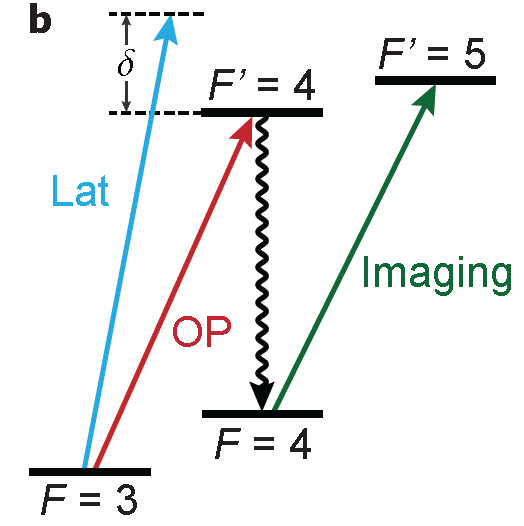 b
δ
F' = 4
F' = 5
Lat
OP
Imaging
F = 4
F = 3